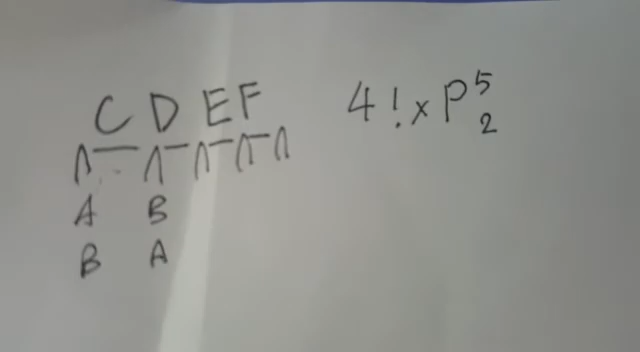 C D E F 4! x P⁵₂
∩ ∩ ∩ ∩ ∩
A B
B A